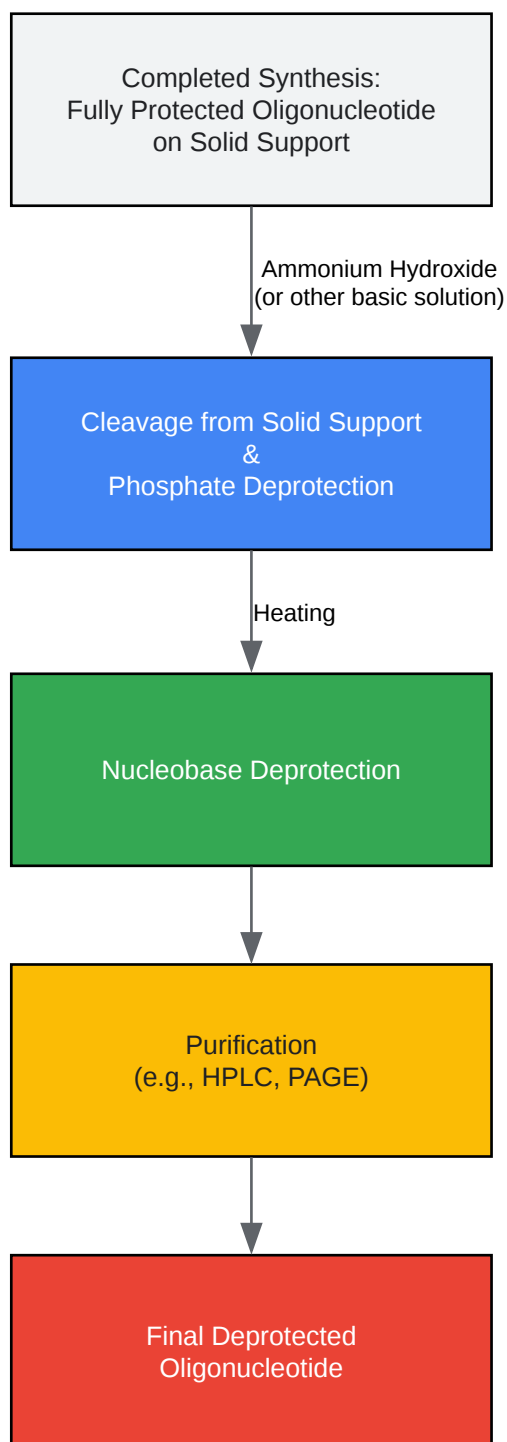 Completed Synthesis:
Fully Protected Oligonucleotide
on Solid Support
Ammonium Hydroxide
(or other basic solution)
Cleavage from Solid Support
&
Phosphate Deprotection
Heating
Nucleobase Deprotection
Purification
(e.g., HPLC, PAGE)
Final Deprotected
Oligonucleotide